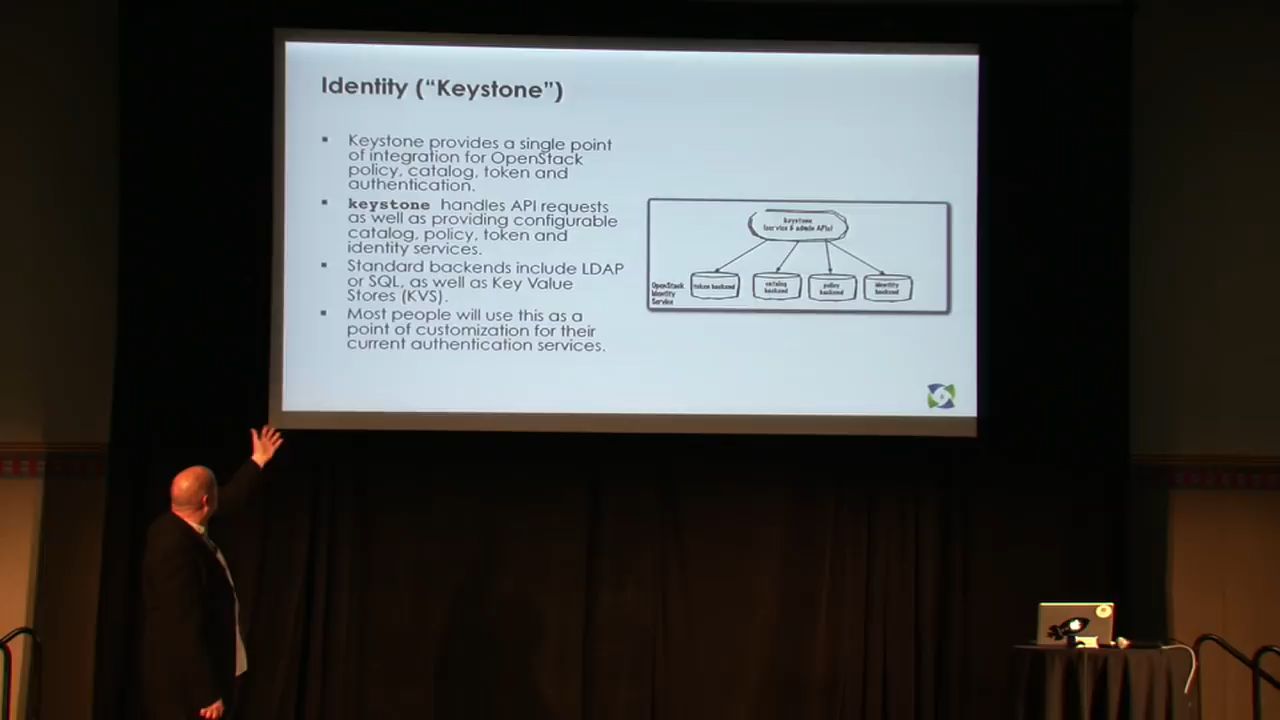 Identity (“Keystone”)
▪ Keystone provides a single point
of integration for OpenStack
policy, catalog, token and
authentication.
▪ keystone handles API requests
as well as providing configurable
catalog, policy, token and
identity services.
▪ Standard backends include LDAP
or SQL, as well as Key Value
Stores (KVS).
▪ Most people will use this as a
point of customization for their
current authentication services.
keystone
(service & admin APIs)
token backend
catalog
backend
policy
backend
identity
backend
OpenStack
Identity
Service